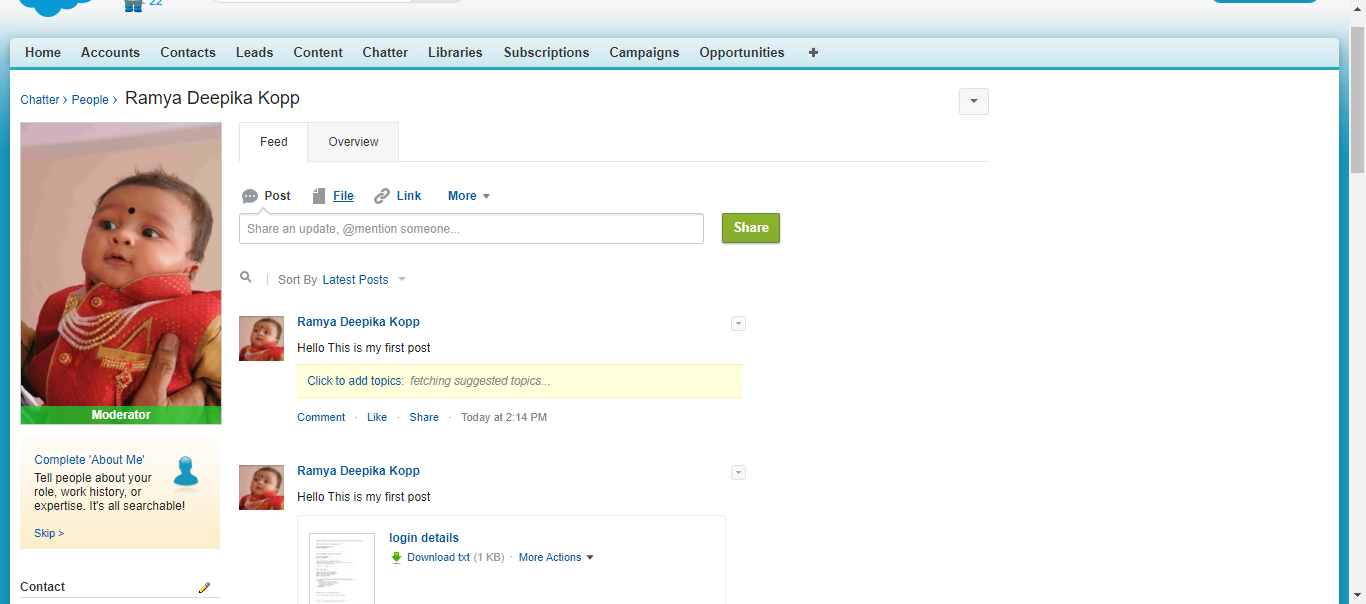 22
Home Accounts Contacts Leads Content Chatter Libraries Subscriptions Campaigns Opportunities +
Chatter › People › Ramya Deepika Kopp
Feed Overview
Post File Link More
Share an update, @mention someone...
Share
Sort By Latest Posts
Moderator
Complete 'About Me'
Tell people about your
role, work history, or
expertise. It's all searchable!
Skip >
Contact
Ramya Deepika Kopp
Hello This is my first post
Click to add topics: fetching suggested topics...
Comment · Like · Share · Today at 2:14 PM
Ramya Deepika Kopp
Hello This is my first post
login details
Download txt (1 KB) · More Actions